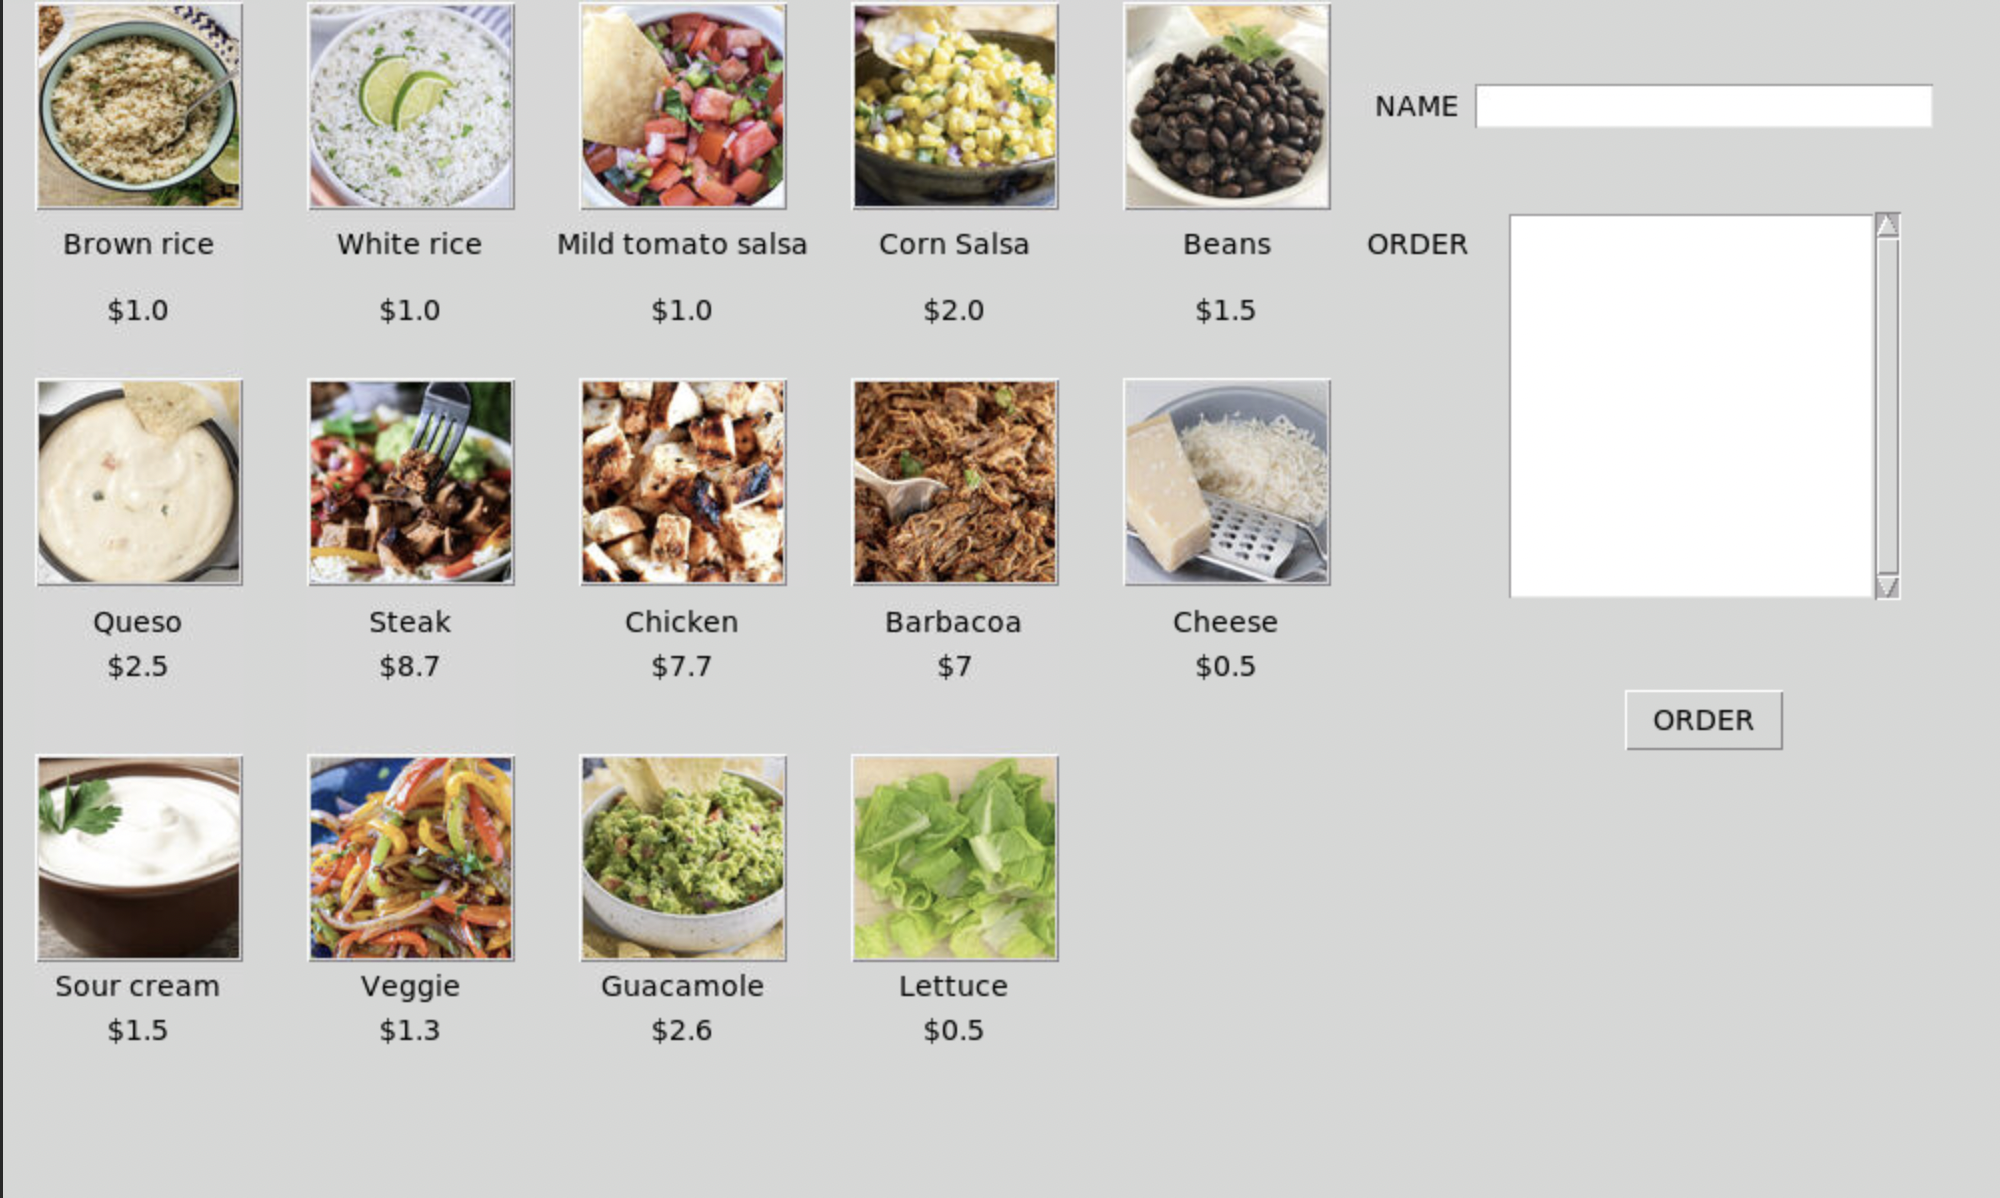 NAME
Brown rice
White rice
Mild tomato salsa
Corn Salsa
Beans
ORDER
$1.0
$1.0
$1.0
$2.0
$1.5
Queso
Steak
Chicken
Barbacoa
Cheese
$2.5
$8.7
$7.7
$7
$0.5
ORDER
Sour cream
Veggie
Guacamole
Lettuce
$1.5
$1.3
$2.6
$0.5